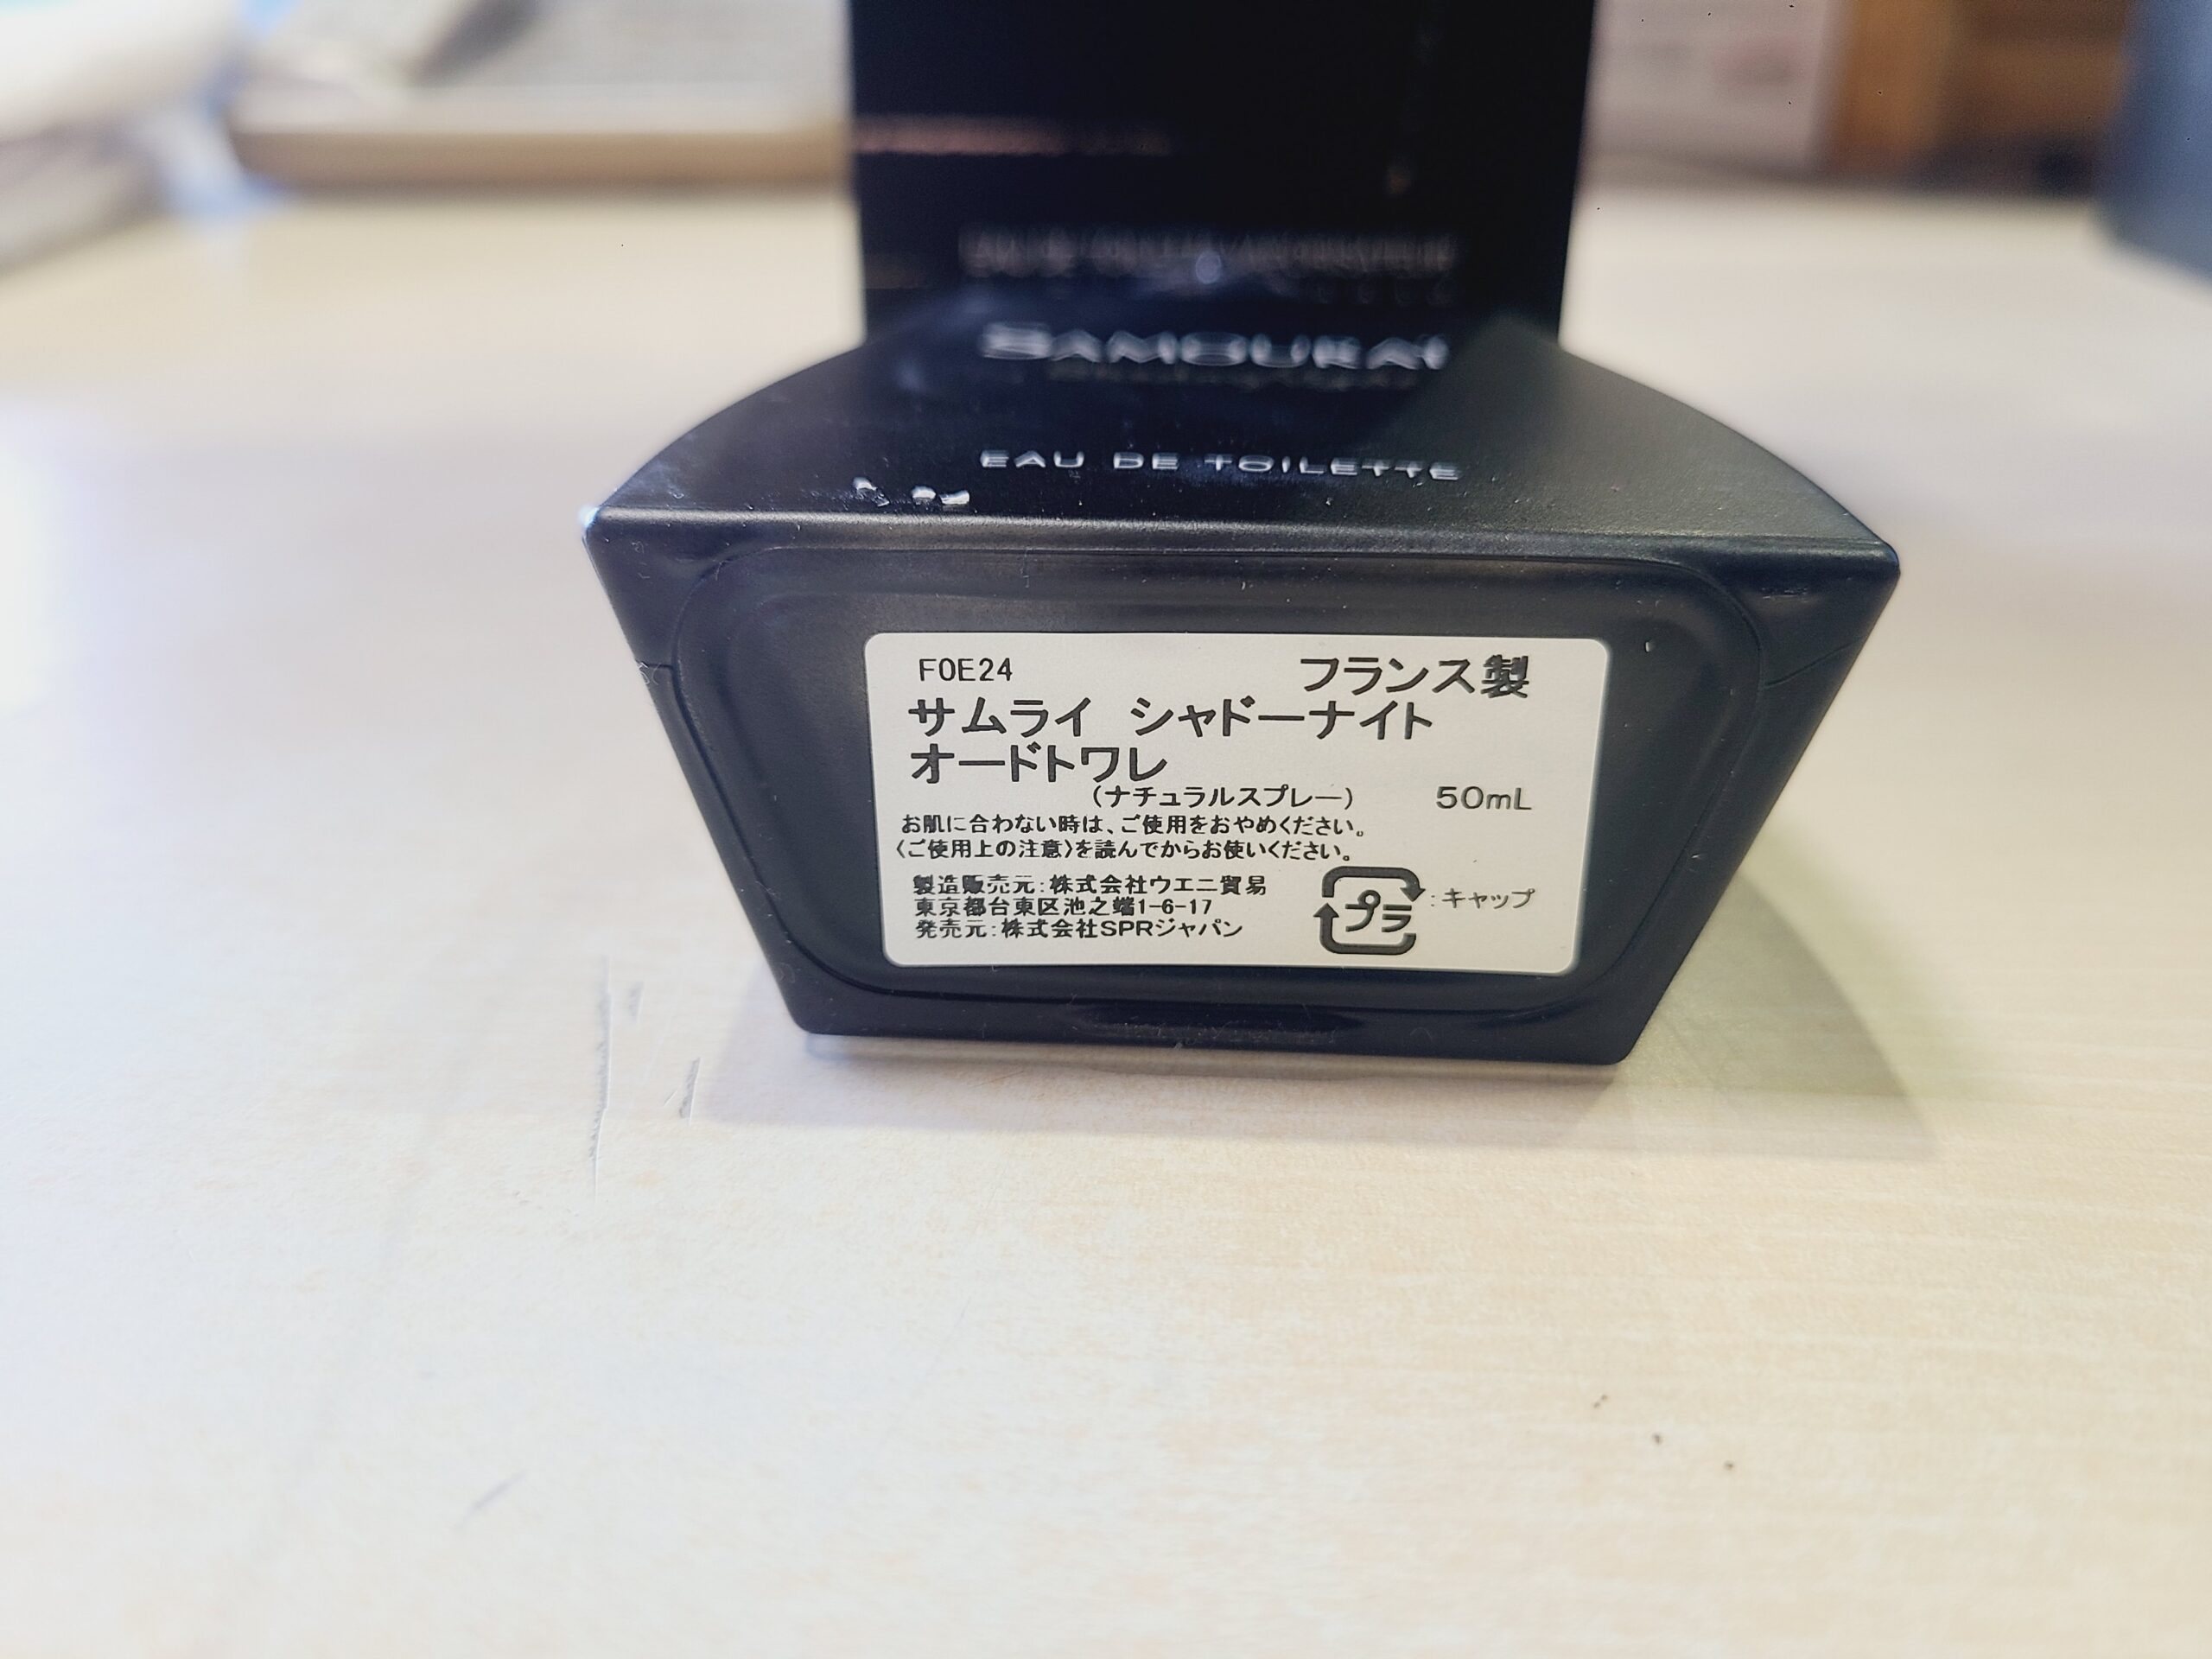 SAMOURAÏ
EAU DE TOILETTE
F0E24 フランス製
サムライ シャドーナイト
オードトワレ
(ナチュラルスプレー) 50mL
お肌に合わない時は、ご使用をおやめください。
〈ご使用上の注意〉を読んでからお使いください。
製造販売元:株式会社ウエニ貿易
東京都台東区池之端1-6-17
発売元:株式会社SPRジャパン
プラ :キャップ